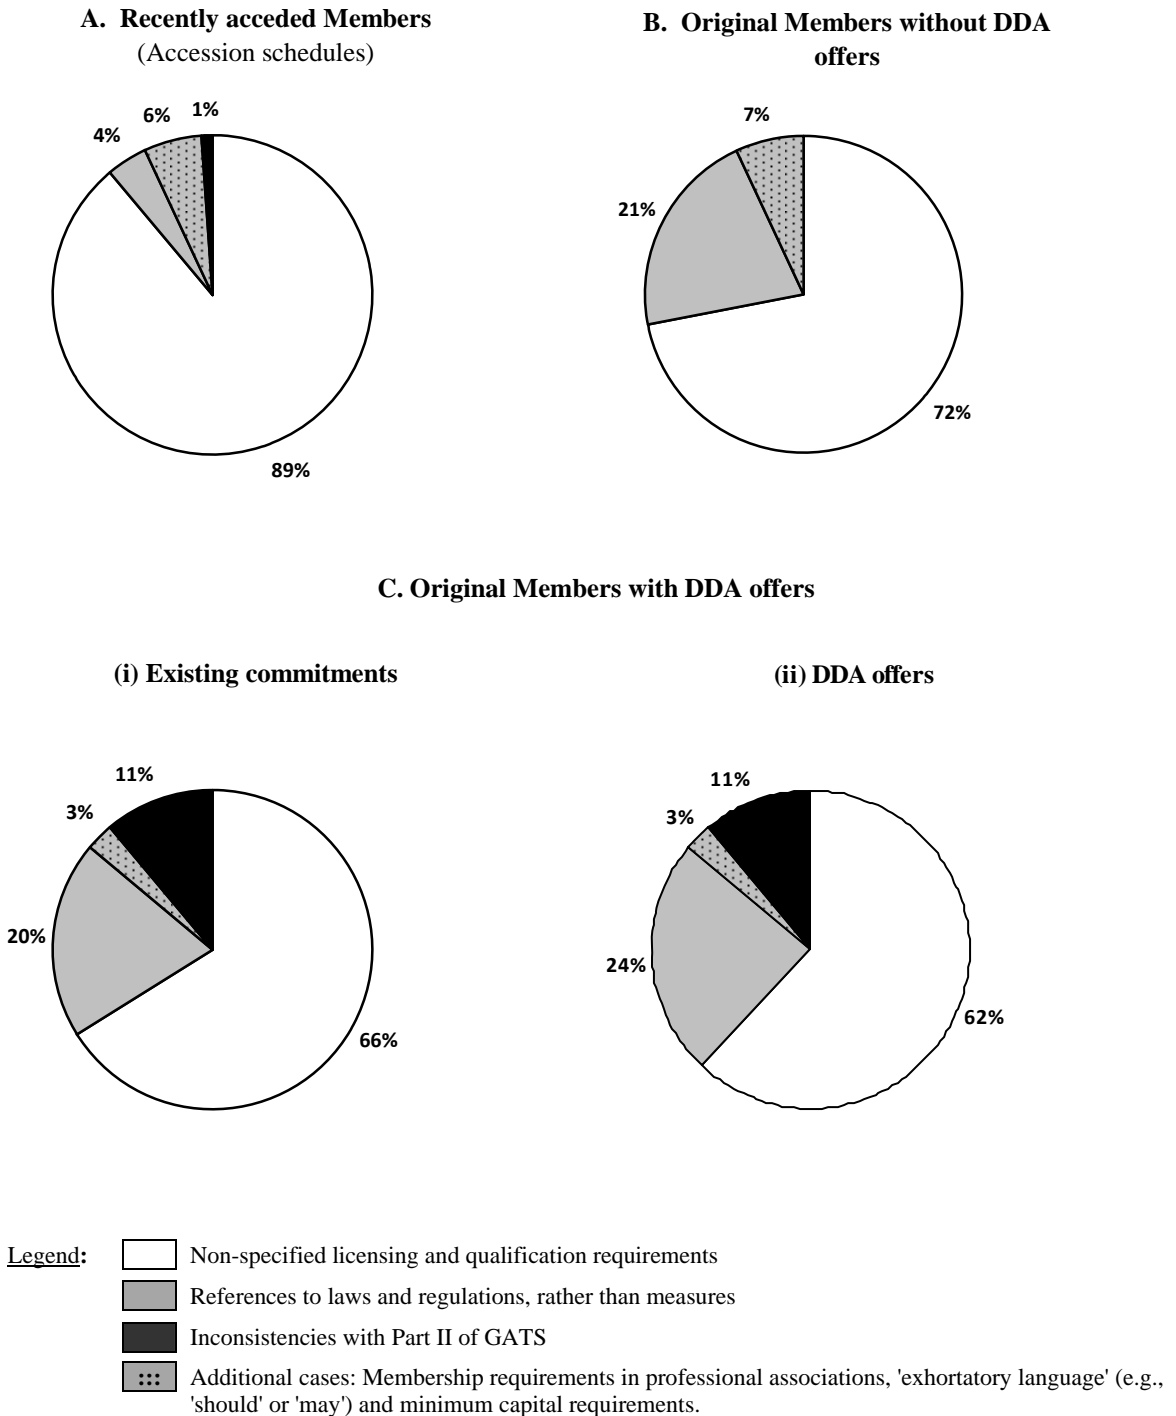 A.  Recently acceded Members
(Accession schedules)
B.  Original Members without DDA
offers
4%
6%
1%
89%
7%
21%
72%
C. Original Members with DDA offers
(i) Existing commitments
(ii) DDA offers
11%
3%
20%
66%
11%
3%
24%
62%
Legend:
Non-specified licensing and qualification requirements
References to laws and regulations, rather than measures
Inconsistencies with Part II of GATS
Additional cases: Membership requirements in professional associations, 'exhortatory language' (e.g.,
'should' or 'may') and minimum capital requirements.